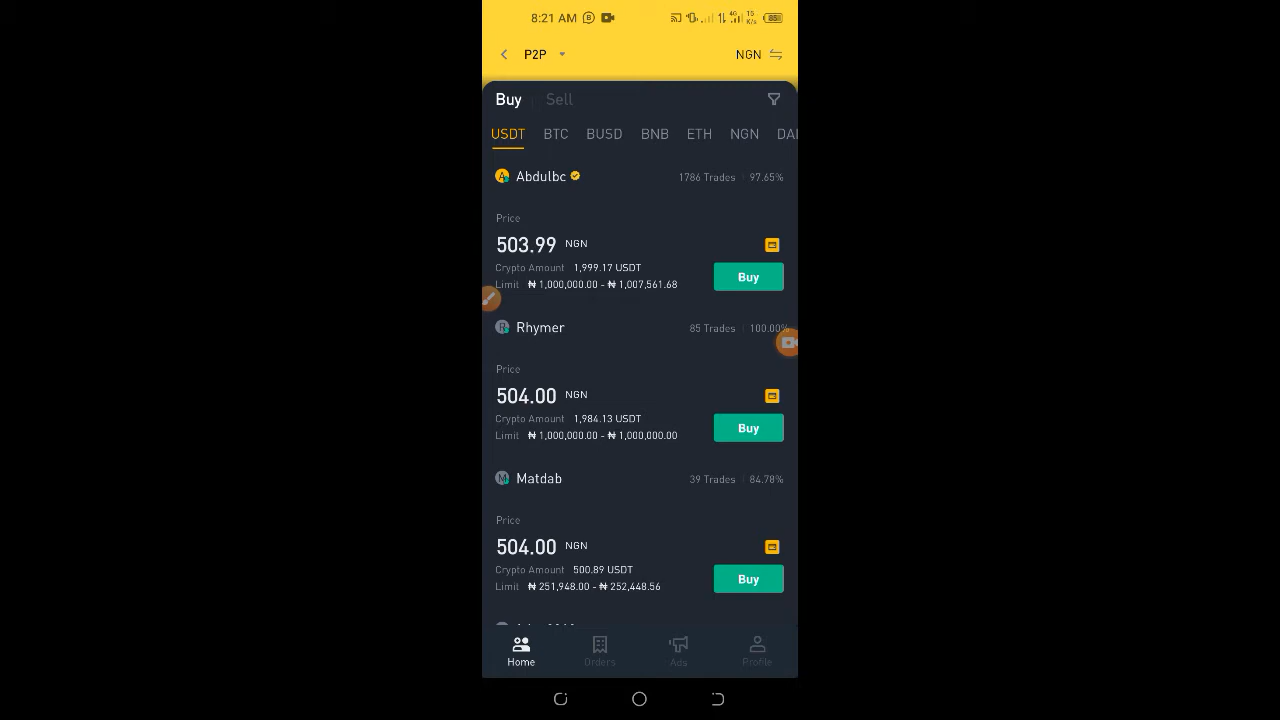 8:21 AM B 4G 15 K/s 85
P2P NGN
Buy Sell
USDT BTC BUSD BNB ETH NGN DAI
A Abdulbc 1786 Trades 97.65%
Price
503.99 NGN
Crypto Amount 1,999.17 USDT
Buy
Limit ₦ 1,000,000.00 - ₦ 1,007,561.68
R Rhymer 85 Trades 100.00%
Price
504.00 NGN
Crypto Amount 1,984.13 USDT
Buy
Limit ₦ 1,000,000.00 - ₦ 1,000,000.00
M Matdab 39 Trades 84.78%
Price
504.00 NGN
Crypto Amount 500.89 USDT
Buy
Limit ₦ 251,948.00 - ₦ 252,448.56
Home Orders Ads Profile